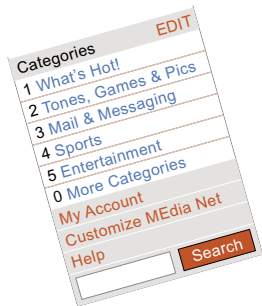 Categories EDIT
1 What's Hot!
2 Tones, Games & Pics
3 Mail & Messaging
4 Sports
5 Entertainment
0 More Categories
My Account
Customize MEdia Net
Help
Search